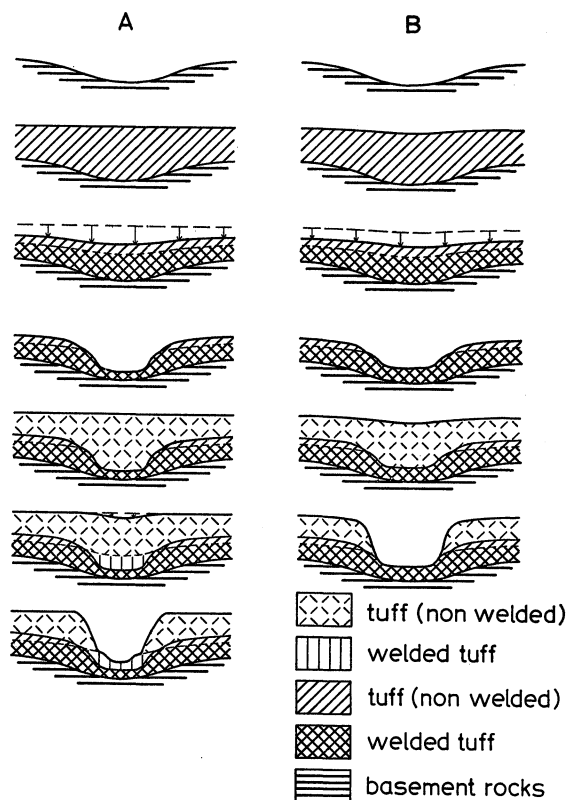 A B
tuff (non welded)
welded tuff
tuff (non welded)
welded tuff
basement rocks